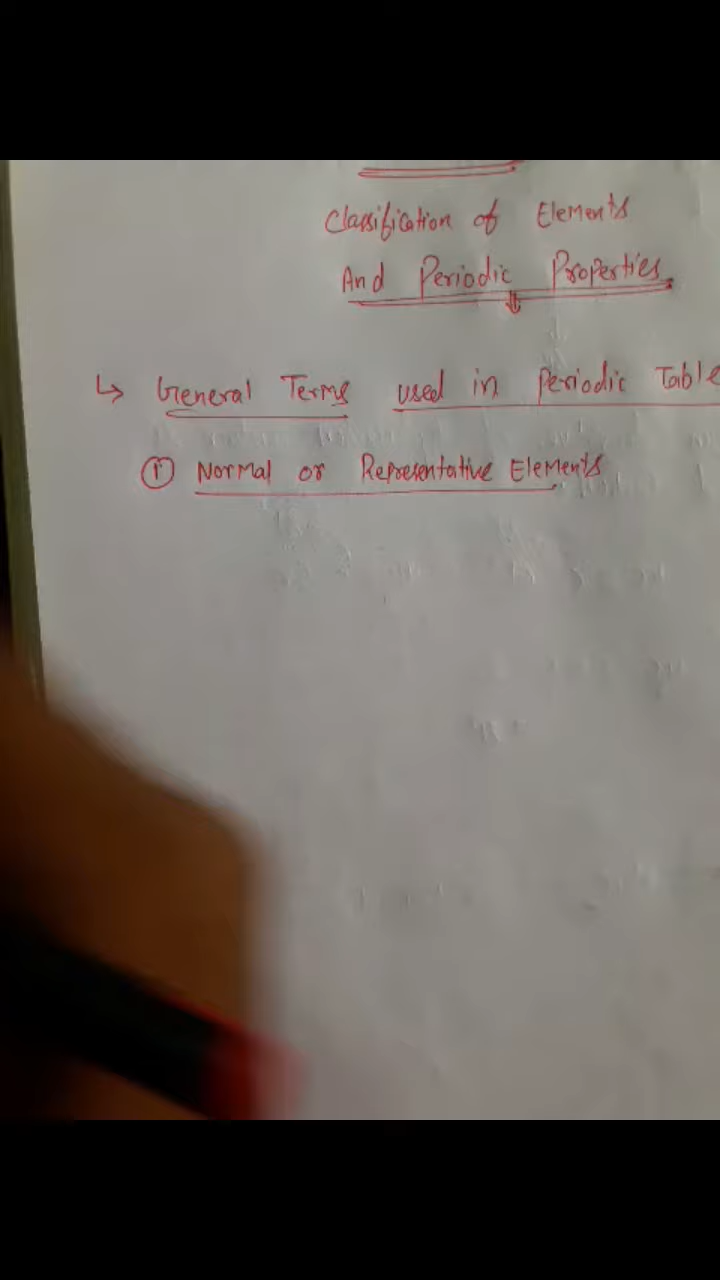 Classification of Elements
And Periodic Properties
↳ General Terms used in Periodic Table
① Normal or Representative Elements